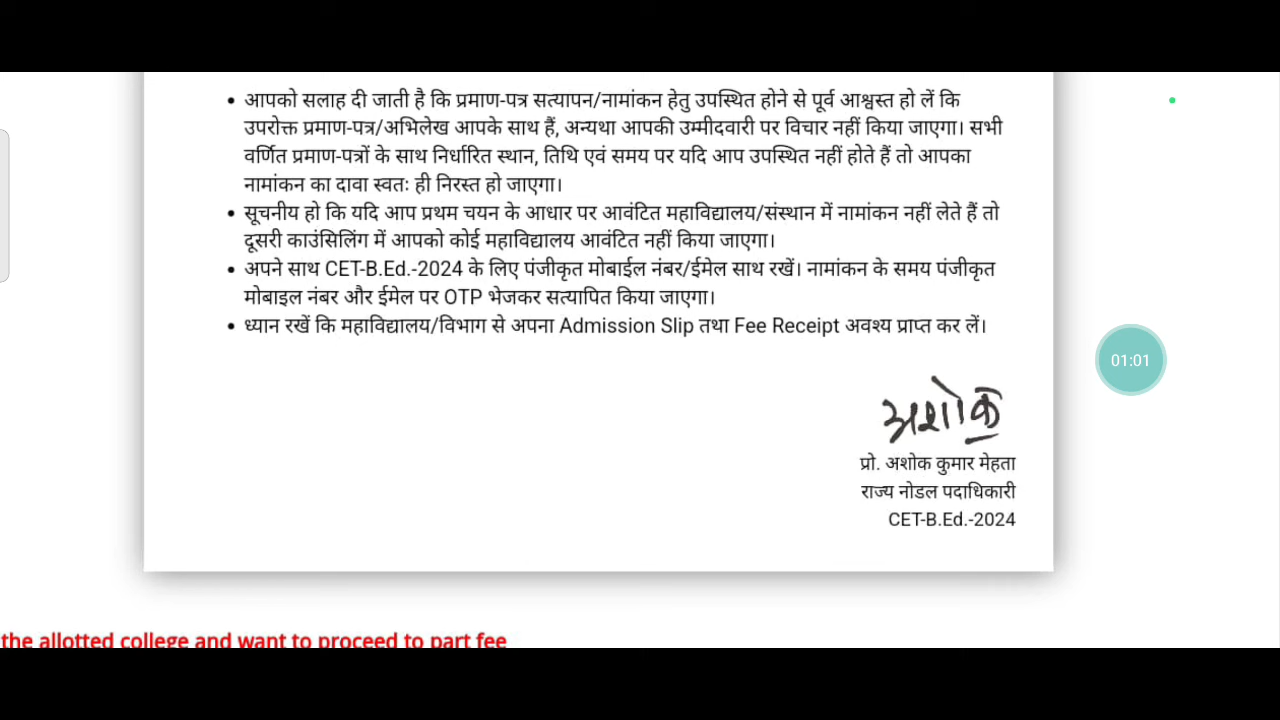 • आपको सलाह दी जाती है कि प्रमाण-पत्र सत्यापन/नामांकन हेतु उपस्थित होने से पूर्व आश्वस्त हो लें कि
उपरोक्त प्रमाण-पत्र/अभिलेख आपके साथ हैं, अन्यथा आपकी उम्मीदवारी पर विचार नहीं किया जाएगा। सभी
वर्णित प्रमाण-पत्रों के साथ निर्धारित स्थान, तिथि एवं समय पर यदि आप उपस्थित नहीं होते हैं तो आपका
नामांकन का दावा स्वतः ही निरस्त हो जाएगा।
• सूचनीय हो कि यदि आप प्रथम चयन के आधार पर आवंटित महाविद्यालय/संस्थान में नामांकन नहीं लेते हैं तो
दूसरी काउंसिलिंग में आपको कोई महाविद्यालय आवंटित नहीं किया जाएगा।
• अपने साथ CET-B.Ed.-2024 के लिए पंजीकृत मोबाईल नंबर/ईमेल साथ रखें। नामांकन के समय पंजीकृत
मोबाइल नंबर और ईमेल पर OTP भेजकर सत्यापित किया जाएगा।
• ध्यान रखें कि महाविद्यालय/विभाग से अपना Admission Slip तथा Fee Receipt अवश्य प्राप्त कर लें।
01:01
अशोक
प्रो. अशोक कुमार मेहता
राज्य नोडल पदाधिकारी
CET-B.Ed.-2024
the allotted college and want to proceed to part fee